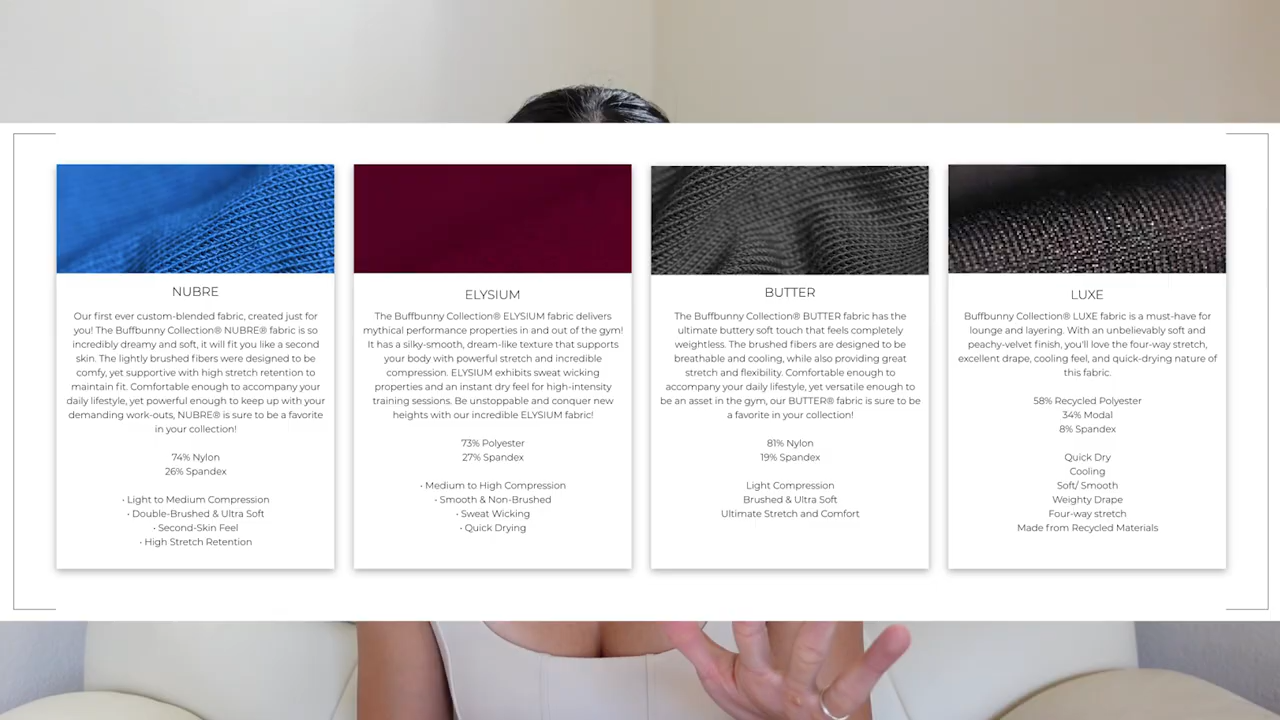 NUBRE
Our first ever custom-blended fabric, created just for
you! The Buffbunny Collection® NUBRE® fabric is so
incredibly dreamy and soft, it will fit you like a second
skin. The lightly brushed fibers were designed to be
comfy, yet supportive with high stretch retention to
maintain fit. Comfortable enough to accompany your
daily lifestyle, yet powerful enough to keep up with your
demanding work-outs, NUBRE® is sure to be a favorite
in your collection!
74% Nylon
26% Spandex
• Light to Medium Compression
• Double-Brushed & Ultra Soft
• Second-Skin Feel
• High Stretch Retention
ELYSIUM
The Buffbunny Collection® ELYSIUM fabric delivers
mythical performance properties in and out of the gym!
It has a silky-smooth, dream-like texture that supports
your body with powerful stretch and incredible
compression. ELYSIUM exhibits sweat wicking
properties and an instant dry feel for high-intensity
training sessions. Be unstoppable and conquer new
heights with our incredible ELYSIUM fabric!
73% Polyester
27% Spandex
• Medium to High Compression
• Smooth & Non-Brushed
• Sweat Wicking
• Quick Drying
BUTTER
The Buffbunny Collection® BUTTER fabric has the
ultimate buttery soft touch that feels completely
weightless. The brushed fibers are designed to be
breathable and cooling, while also providing great
stretch and flexibility. Comfortable enough to
accompany your daily lifestyle, yet versatile enough to
be an asset in the gym, our BUTTER® fabric is sure to be
a favorite in your collection!
81% Nylon
19% Spandex
Light Compression
Brushed & Ultra Soft
Ultimate Stretch and Comfort
LUXE
Buffbunny Collection® LUXE fabric is a must-have for
lounge and layering. With an unbelievably soft and
peachy-velvet finish, you'll love the four-way stretch,
excellent drape, cooling feel, and quick-drying nature of
this fabric.
58% Recycled Polyester
34% Modal
8% Spandex
Quick Dry
Cooling
Soft/ Smooth
Weighty Drape
Four-way stretch
Made from Recycled Materials